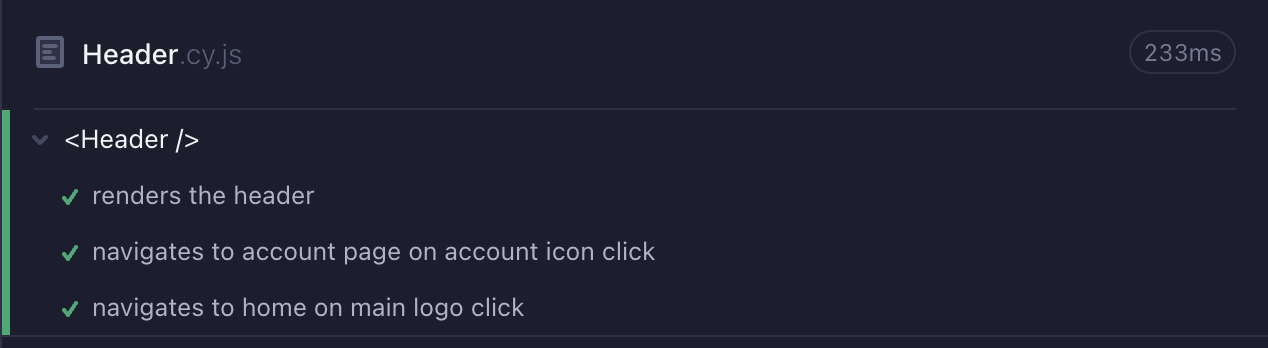 Header.cy.js 233ms
<Header />
renders the header
navigates to account page on account icon click
navigates to home on main logo click